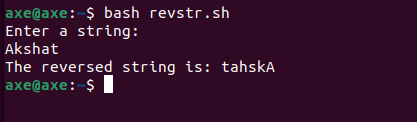 axe@axe:~$ bash revstr.sh
Enter a string:
Akshat
The reversed string is: tahskA
axe@axe:~$